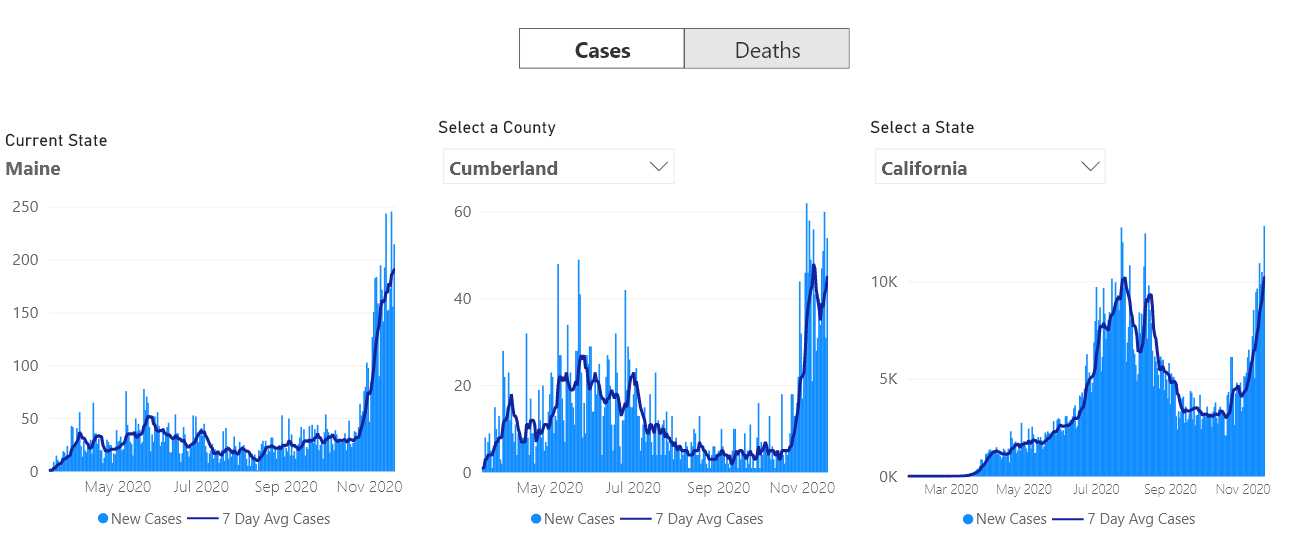 Cases Deaths
Current State
Maine
250
200
150
100
50
0
May 2020 Jul 2020 Sep 2020 Nov 2020
New Cases 7 Day Avg Cases
Select a County
Cumberland
60
40
20
0
May 2020 Jul 2020 Sep 2020 Nov 2020
New Cases 7 Day Avg Cases
Select a State
California
10K
5K
0K
Mar 2020 May 2020 Jul 2020 Sep 2020 Nov 2020
New Cases 7 Day Avg Cases